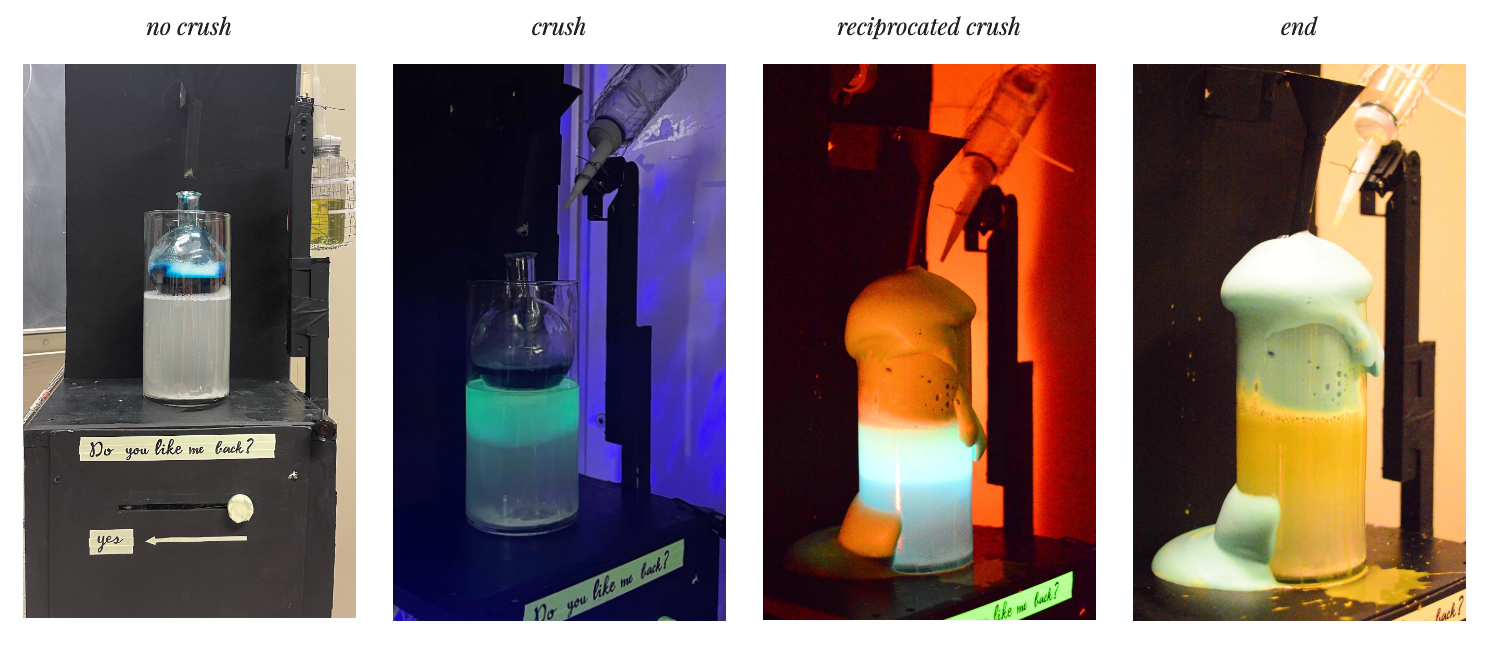 no crush
crush
reciprocated crush
end
Do you like me back?
yes
Do you like me back?
like me back?
back?